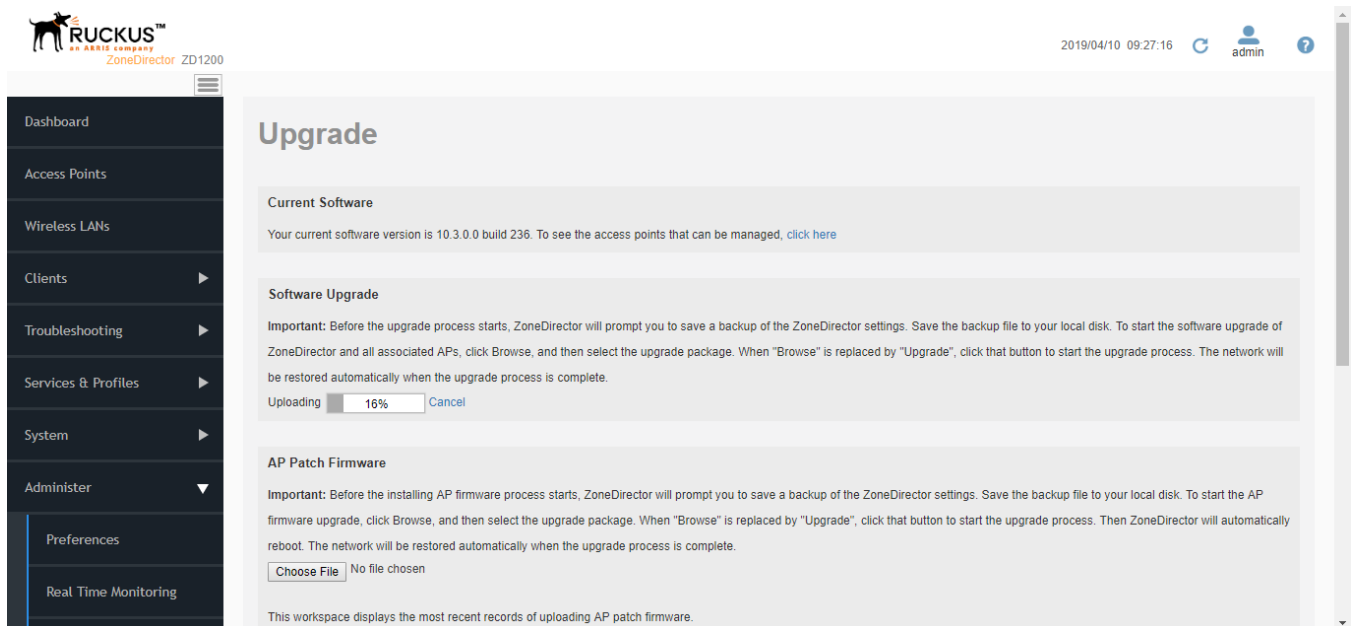 RUCKUS™
an ARRIS company
ZoneDirector ZD1200
2019/04/10 09:27:16
admin
?
Dashboard
Access Points
Wireless LANs
Clients
Troubleshooting
Services & Profiles
System
Administer
Preferences
Real Time Monitoring
Upgrade
Current Software
Your current software version is 10.3.0.0 build 236. To see the access points that can be managed, click here
Software Upgrade
Important: Before the upgrade process starts, ZoneDirector will prompt you to save a backup of the ZoneDirector settings. Save the backup file to your local disk. To start the software upgrade of
ZoneDirector and all associated APs, click Browse, and then select the upgrade package. When "Browse" is replaced by "Upgrade", click that button to start the upgrade process. The network will
be restored automatically when the upgrade process is complete.
Uploading 16% Cancel
AP Patch Firmware
Important: Before the installing AP firmware process starts, ZoneDirector will prompt you to save a backup of the ZoneDirector settings. Save the backup file to your local disk. To start the AP
firmware upgrade, click Browse, and then select the upgrade package. When "Browse" is replaced by "Upgrade", click that button to start the upgrade process. Then ZoneDirector will automatically
reboot. The network will be restored automatically when the upgrade process is complete.
Choose File No file chosen
This workspace displays the most recent records of uploading AP patch firmware.